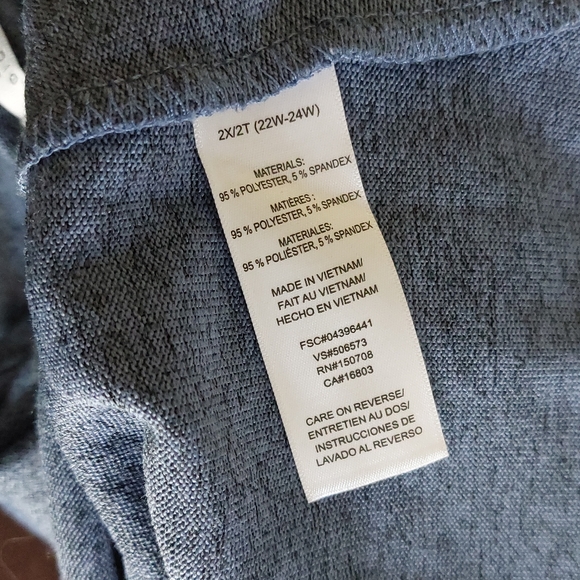 2X/2T (22W-24W)
MATERIALS:
95 % POLYESTER, 5 % SPANDEX
MATIÈRES :
95 % POLYESTER, 5 % SPANDEX
MATERIALES:
95 % POLIÉSTER, 5 % SPANDEX
MADE IN VIETNAM/
FAIT AU VIETNAM/
HECHO EN VIETNAM
FSC#04396441
VS#506573
RN#150708
CA#16803
CARE ON REVERSE/
ENTRETIEN AU DOS/
INSTRUCCIONES DE
LAVADO AL REVERSO